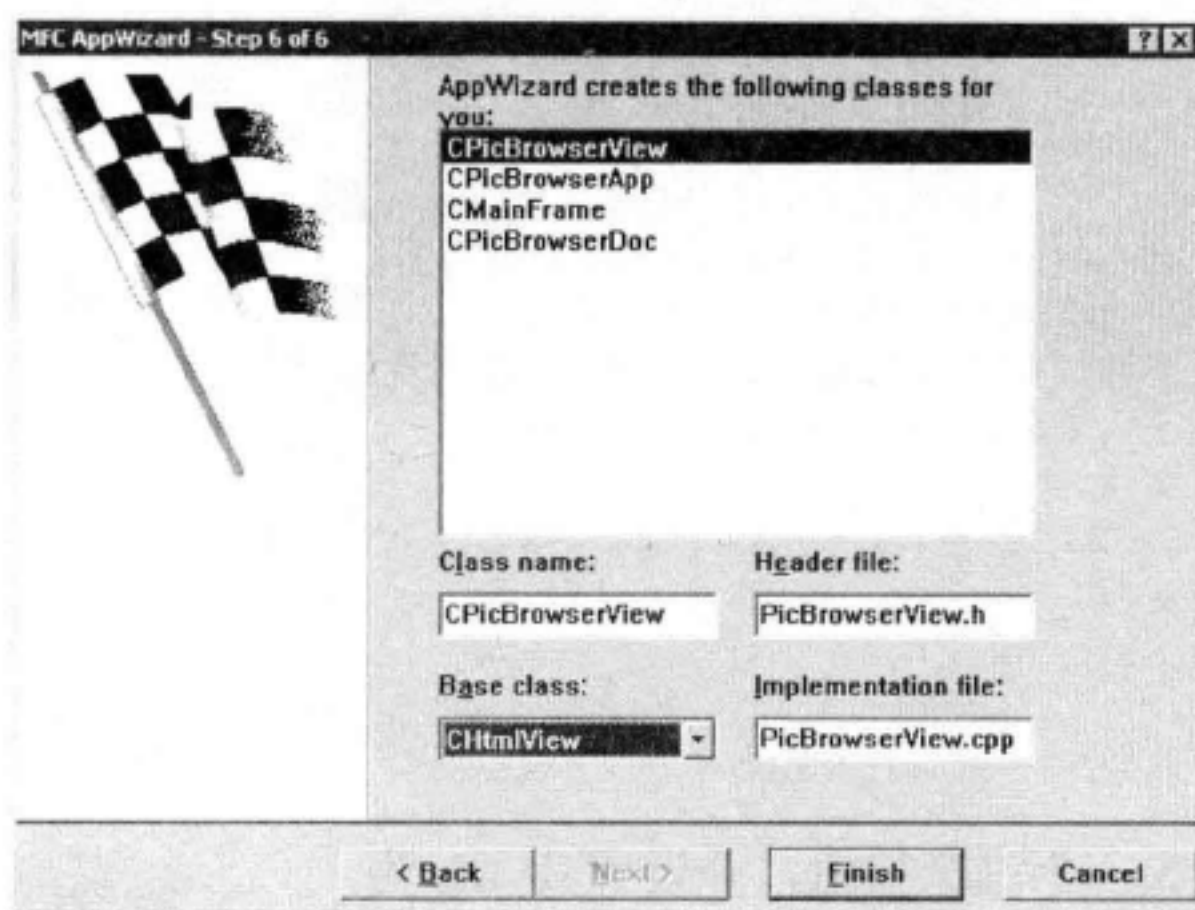 MFC AppWizard - Step 6 of 6
AppWizard creates the following classes for
you:
CPicBrowserView
CPicBrowserApp
CMainFrame
CPicBrowserDoc
Class name:
Header file:
CPicBrowserView
PicBrowserView.h
Base class:
Implementation file:
CHtmlView
PicBrowserView.cpp
< Back
Next >
Finish
Cancel